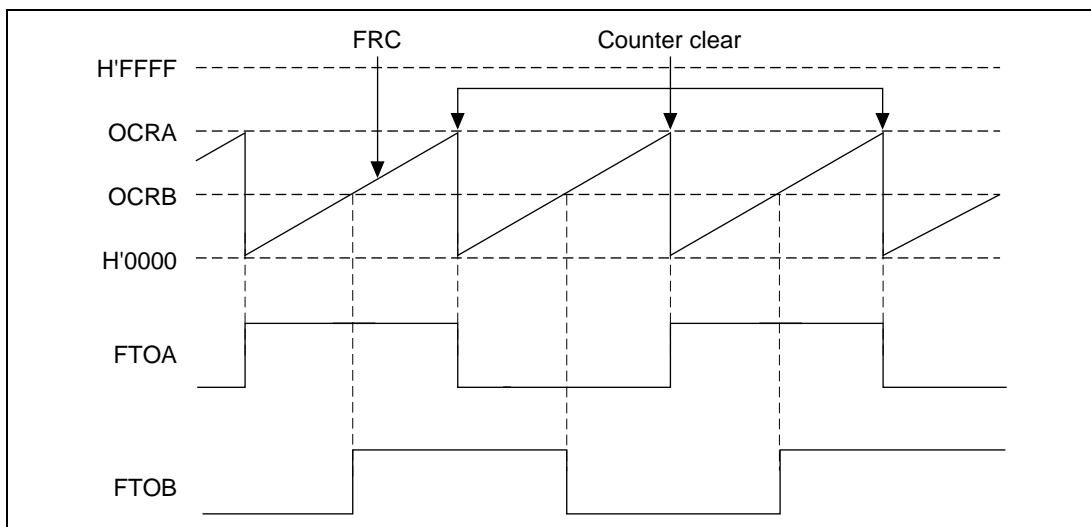 FRC Counter clear
H'FFFF
OCRA
OCRB
H'0000
FTOA
FTOB